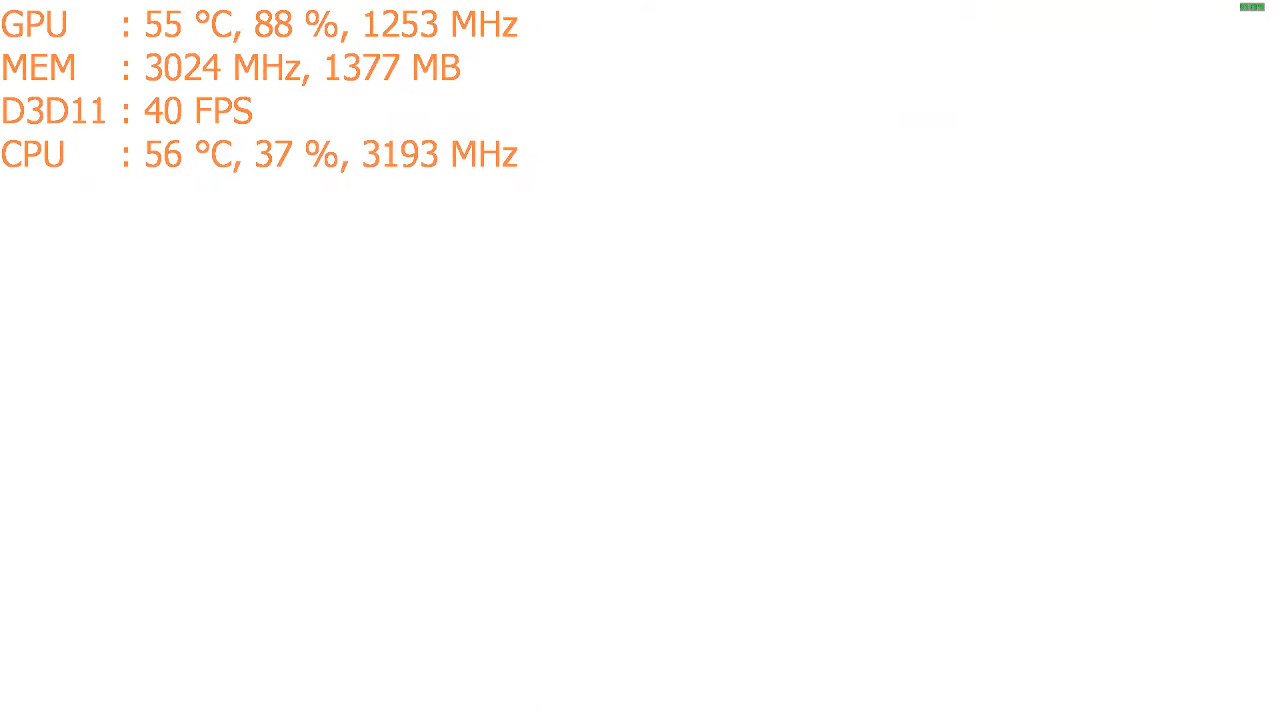 GPU : 55 °C, 88 %, 1253 MHz
MEM : 3024 MHz, 1377 MB
D3D11 : 40 FPS
CPU : 56 °C, 37 %, 3193 MHz